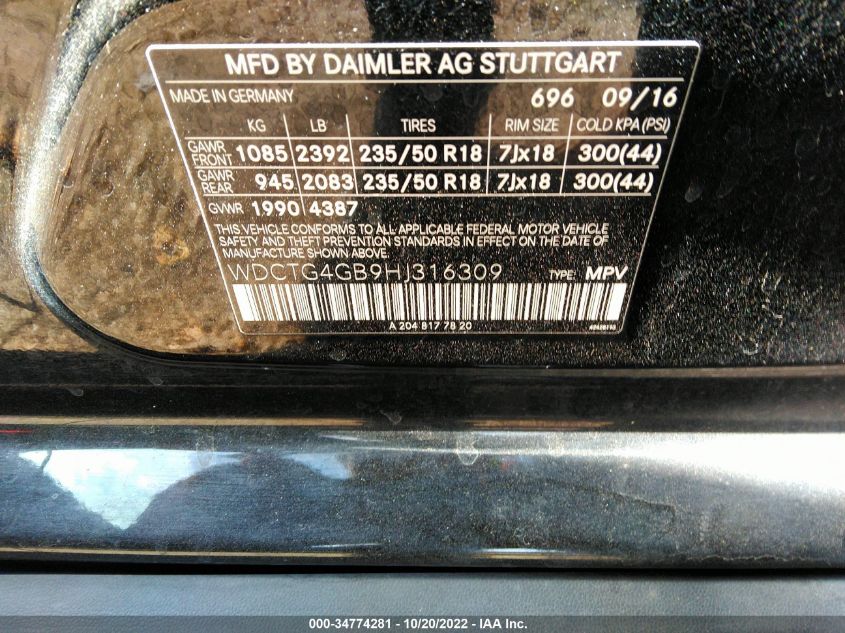 MFD BY DAIMLER AG STUTTGART
MADE IN GERMANY 696 09/16
KG LB TIRES RIM SIZE COLD KPA (PSI)
GAWR FRONT 1085 2392 235/50 R18 7Jx18 300(44)
GAWR REAR 945 2083 235/50 R18 7Jx18 300(44)
GVWR 1990 4387
THIS VEHICLE CONFORMS TO ALL APPLICABLE FEDERAL MOTOR VEHICLE
SAFETY AND THEFT PREVENTION STANDARDS IN EFFECT ON THE DATE OF
MANUFACTURE SHOWN ABOVE.
WDCTG4GB9HJ316309 TYPE: MPV
A 204 817 78 20
000-34774281 - 10/20/2022 - IAA Inc.